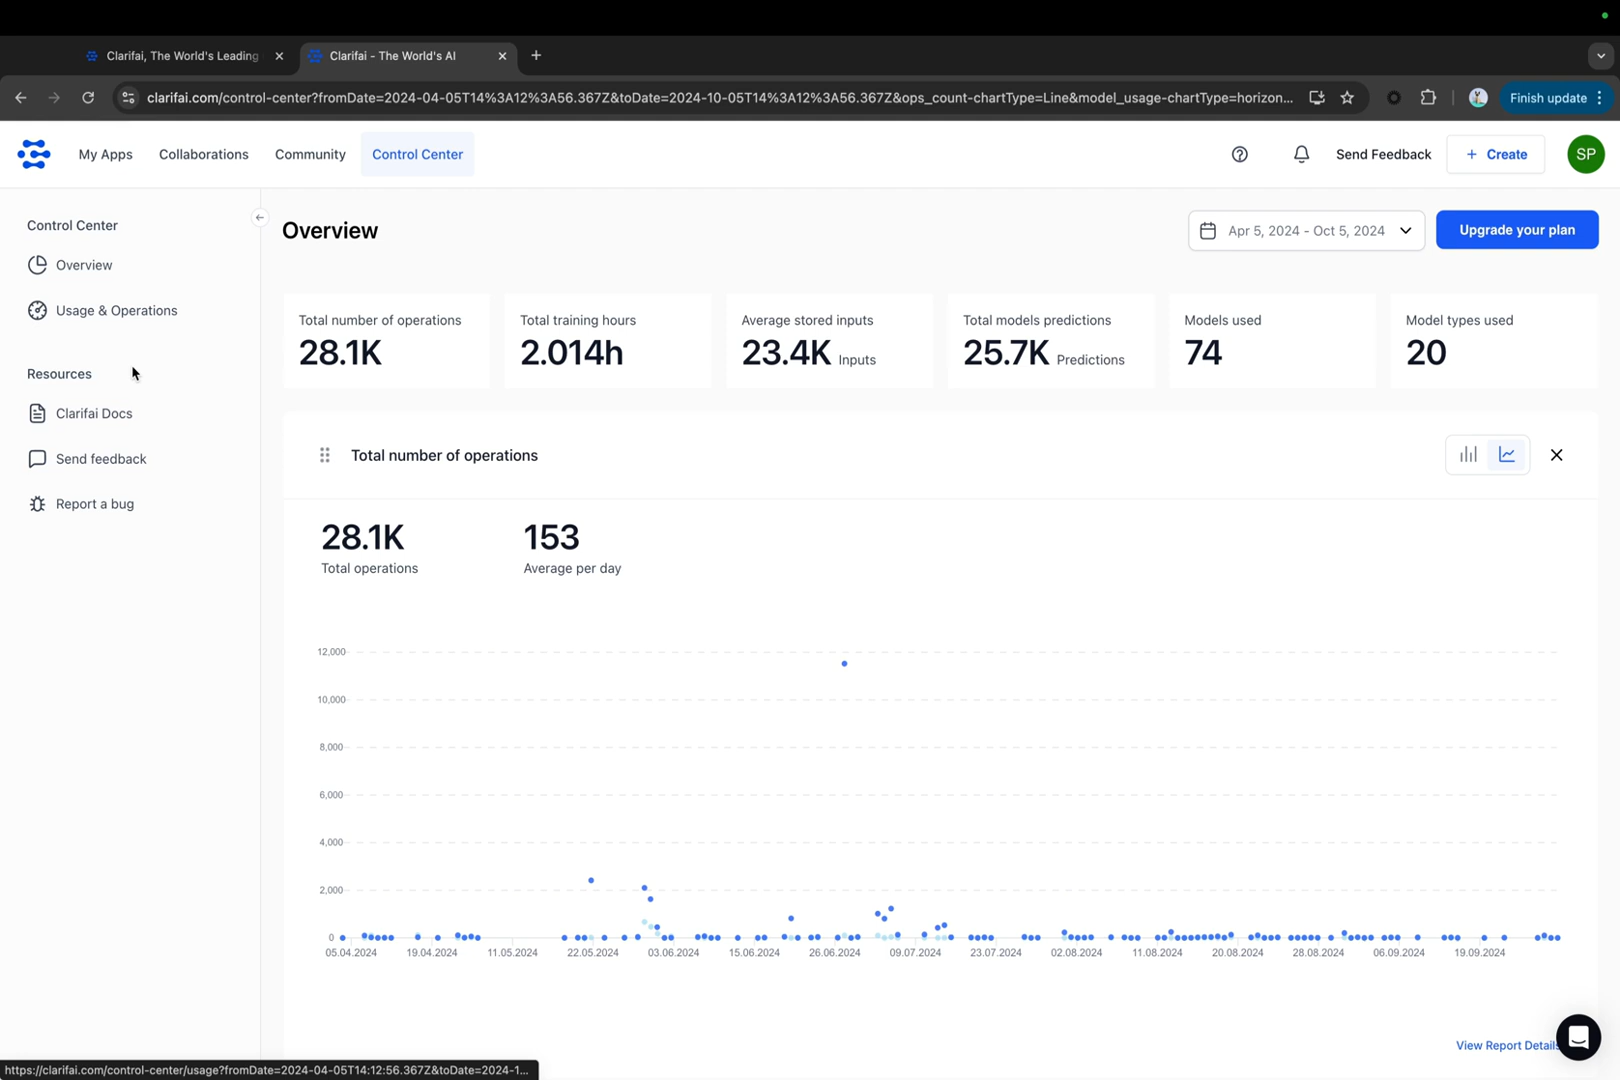 Clarifai, The World's Leading
Clarifai - The World's AI
clarifai.com/control-center?fromDate=2024-04-05T14%3A12%3A56.367Z&toDate=2024-10-05T14%3A12%3A56.367Z&ops_count-chartType=Line&model_usage-chartType=horizon...
Finish update
My Apps
Collaborations
Community
Control Center
Send Feedback
+ Create
SP
Control Center
Overview
Usage & Operations
Resources
Clarifai Docs
Send feedback
Report a bug
Overview
Apr 5, 2024 - Oct 5, 2024
Upgrade your plan
Total number of operations
28.1K
Total training hours
2.014h
Average stored inputs
23.4K Inputs
Total models predictions
25.7K Predictions
Models used
74
Model types used
20
Total number of operations
28.1K
Total operations
153
Average per day
12,000
10,000
8,000
6,000
4,000
2,000
0
05.04.2024 19.04.2024 11.05.2024 22.05.2024 03.06.2024 15.06.2024 26.06.2024 09.07.2024 23.07.2024 02.08.2024 11.08.2024 20.08.2024 28.08.2024 06.09.2024 19.09.2024
View Report Details
https://clarifai.com/control-center/usage?fromDate=2024-04-05T14:12:56.367Z&toDate=2024-1...